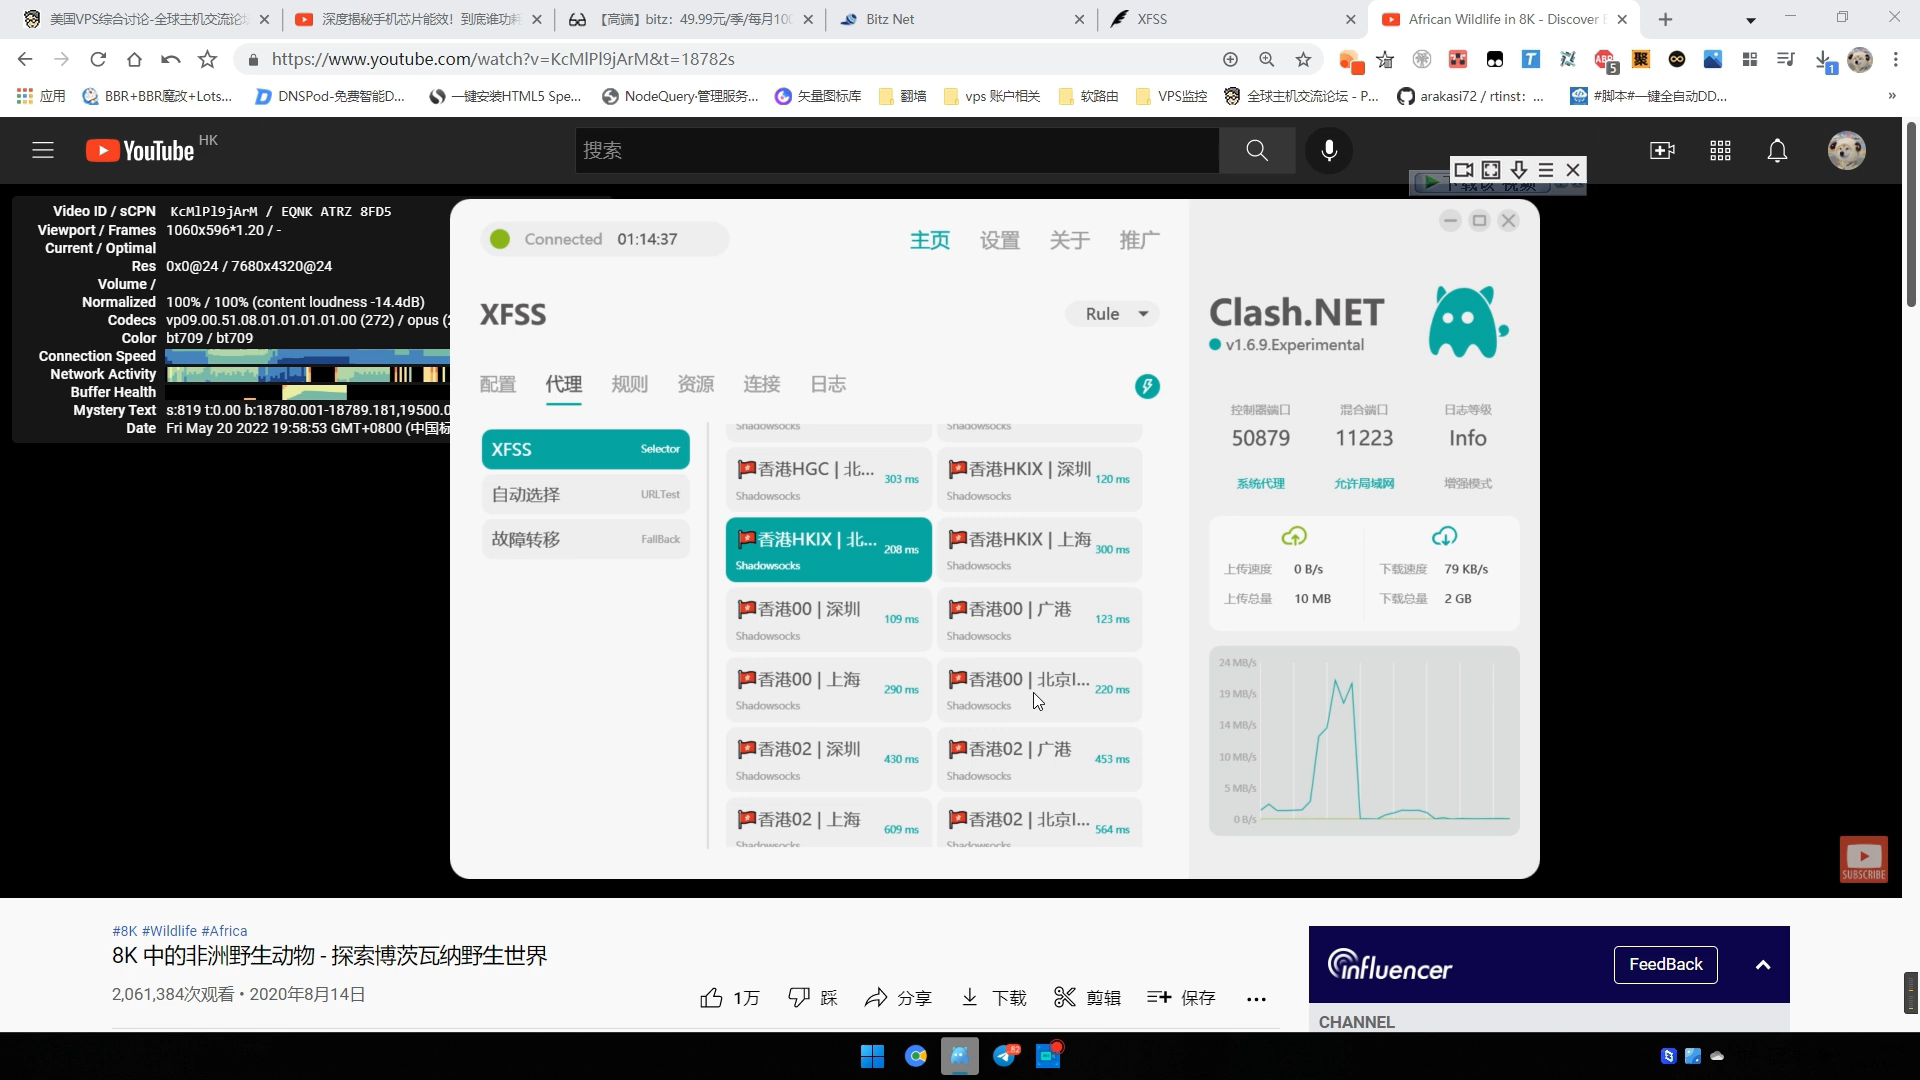 美国VPS综合讨论-全球主机交流论坛
深度揭秘手机芯片能效！到底谁功耗
【高端】bitz：49.99元/季/每月100
Bitz Net
XFSS
African Wildlife in 8K - Discover
https://www.youtube.com/watch?v=KcMlPl9jArM&t=18782s
5
1
应用
BBR+BBR魔改+Lots...
DNSPod-免费智能D...
一键安装HTML5 Spe...
NodeQuery·管理服务...
矢量图标库
翻墙
vps 账户相关
软路由
VPS监控
全球主机交流论坛 - P...
arakasi72 / rtinst: ...
#脚本#一键全自动DD...
YouTube HK
搜索
Video ID / sCPN KcMlPl9jArM / EQNK ATRZ 8FD5
Viewport / Frames 1060x596*1.20 / -
Current / Optimal
Res 0x0@24 / 7680x4320@24
Volume /
Normalized 100% / 100% (content loudness -14.4dB)
Codecs vp09.00.51.08.01.01.01.01.00 (272) / opus
Color bt709 / bt709
Connection Speed
Network Activity
Buffer Health
Mystery Text s:819 t:0.00 b:18780.001-18789.181,19500.0
Date Fri May 20 2022 19:58:53 GMT+0800 (中国标
Connected 01:14:37
主页 设置 关于 推广
XFSS
Rule
配置 代理 规则 资源 连接 日志
XFSS Selector
自动选择 URLTest
故障转移 FallBack
Shadowsocks Shadowsocks
香港HGC | 北... 303 ms
Shadowsocks
香港HKIX | 深圳 120 ms
Shadowsocks
香港HKIX | 北... 208 ms
Shadowsocks
香港HKIX | 上海 300 ms
Shadowsocks
香港00 | 深圳 109 ms
Shadowsocks
香港00 | 广港 123 ms
Shadowsocks
香港00 | 上海 290 ms
Shadowsocks
香港00 | 北京I... 220 ms
Shadowsocks
香港02 | 深圳 430 ms
Shadowsocks
香港02 | 广港 453 ms
Shadowsocks
香港02 | 上海 609 ms
Shadowsocks
香港02 | 北京I... 564 ms
Shadowsocks
Clash.NET
v1.6.9.Experimental
控制器端口 混合端口 日志等级
50879 11223 Info
系统代理 允许局域网 增强模式
上传速度 0 B/s 下载速度 79 KB/s
上传总量 10 MB 下载总量 2 GB
24 MB/s
19 MB/s
14 MB/s
10 MB/s
5 MB/s
0 B/s
SUBSCRIBE
#8K #Wildlife #Africa
8K 中的非洲野生动物 - 探索博茨瓦纳野生世界
2,061,384次观看 • 2020年8月14日
1万 踩 分享 下载 剪辑 保存
influencer
FeedBack
CHANNEL
82